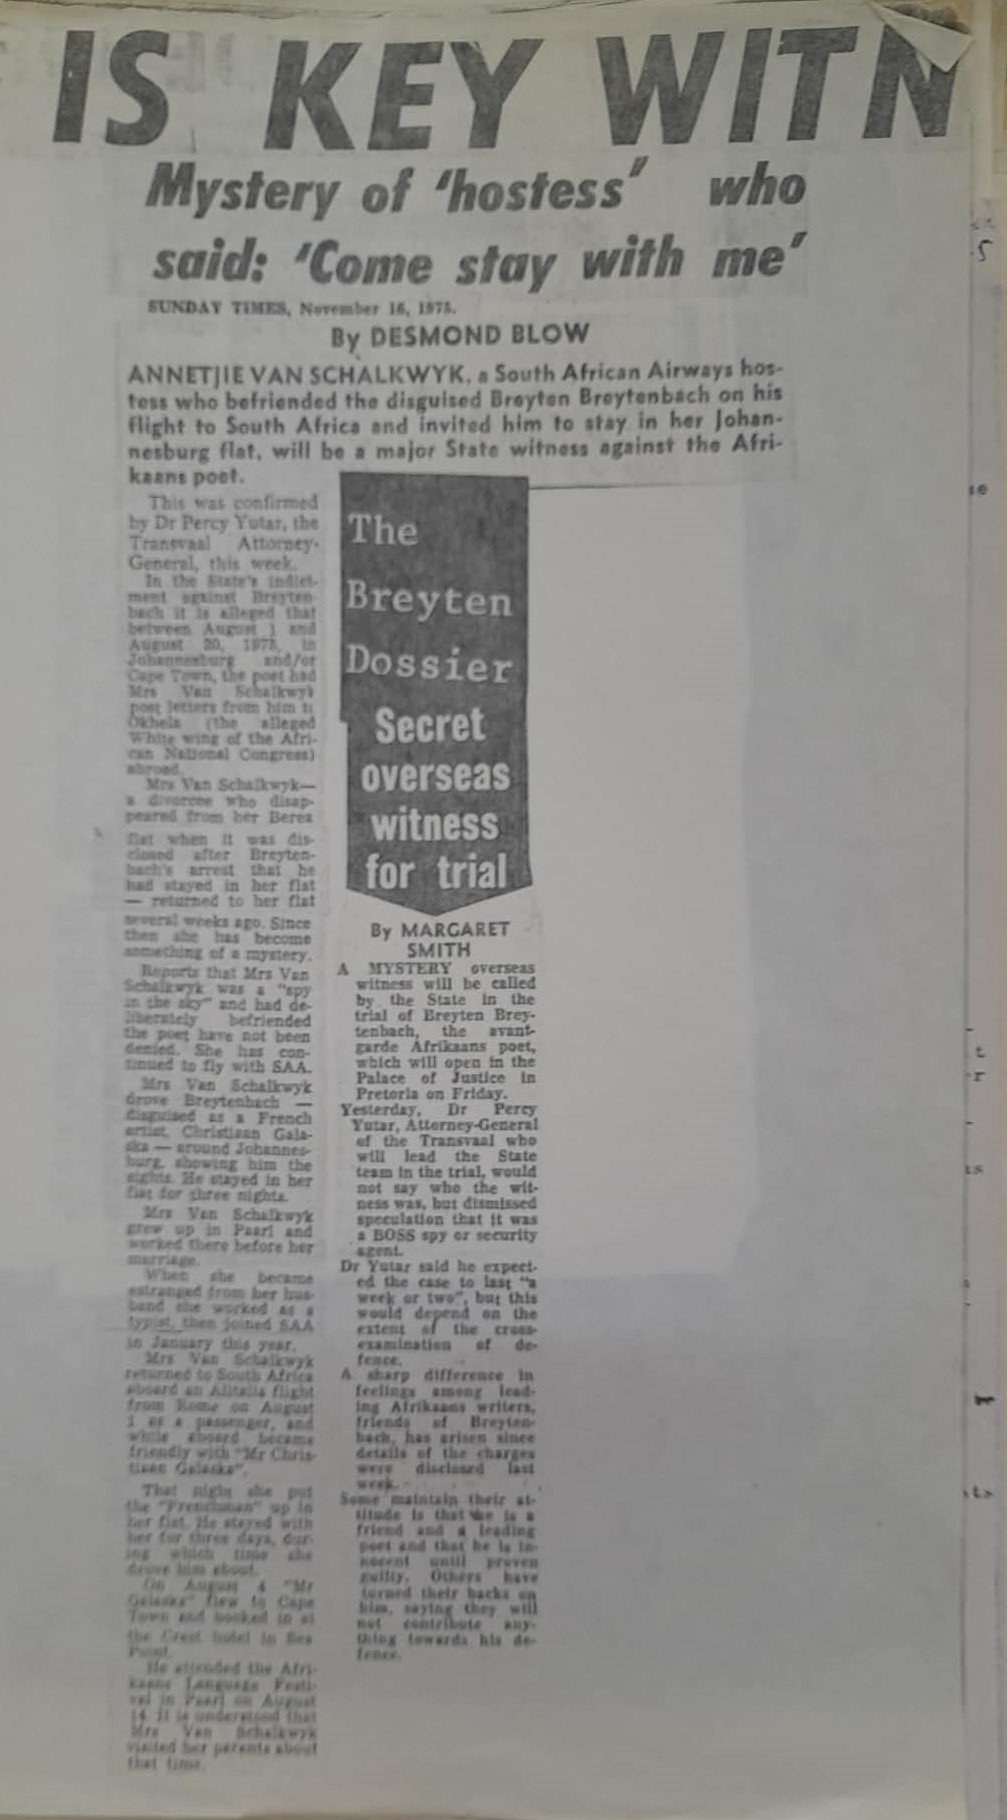 IS KEY WITN
Mystery of 'hostess' who
said: 'Come stay with me'
SUNDAY TIMES, November 16, 1975.
By DESMOND BLOW
ANNETJIE VAN SCHALKWYK, a South African Airways hos-
tess who befriended the disguised Breyten Breytenbach on his
flight to South Africa and invited him to stay in her Johan-
nesburg flat, will be a major State witness against the Afri-
kaans poet.
This was confirmed
by Dr Percy Yutar, the
Transvaal Attorney-
General, this week.
In the State's indict-
ment against Breyten-
bach it is alleged that
between August 1 and
August 20, 1975, in
Johannesburg and/or
Cape Town, the poet had
Mrs Van Schalkwyk
post letters from him to
Okhela (the alleged
White wing of the Afri-
can National Congress)
abroad.
Mrs Van Schalkwyk—
a divorcee who disap-
peared from her Berea
flat when it was dis-
closed after Breyten-
bach's arrest that he
had stayed in her flat
— returned to her flat
several weeks ago. Since
then she has become
something of a mystery.
Reports that Mrs Van
Schalkwyk was a "spy
in the sky" and had de-
liberately befriended
the poet have not been
denied. She has con-
tinued to fly with SAA.
Mrs Van Schalkwyk
drove Breytenbach —
disguised as a French
artist, Christiaan Gala-
ska — around Johannes-
burg, showing him the
sights. He stayed in her
flat for three nights.
Mrs Van Schalkwyk
grew up in Paarl and
worked there before her
marriage.
When she became
estranged from her hus-
band she worked as a
typist, then joined SAA
in January this year.
Mrs Van Schalkwyk
returned to South Africa
aboard an Alitalia flight
from Rome on August
1 as a passenger, and
while aboard became
friendly with "Mr Chris-
tiaan Galaska".
That night she put
the "Frenchman" up in
her flat. He stayed with
her for three days, dur-
ing which time she
drove him about.
On August 4 "Mr
Galaska" flew to Cape
Town and booked in at
the hotel in Sea
Point.
He attended the Afri-
kaans Language Festi-
val in Paarl on August
14. It is understood that
Mrs Van Schalkwyk
visited her parents about
that time.
The
Breyten
Dossier
Secret
overseas
witness
for trial
By MARGARET
SMITH
A MYSTERY overseas
witness will be called
by the State in the
trial of Breyten Brey-
tenbach, the avant-
garde Afrikaans poet,
which will open in the
Palace of Justice in
Pretoria on Friday.
Yesterday, Dr Percy
Yutar, Attorney-General
of the Transvaal who
will lead the State
team in the trial, would
not say who the wit-
ness was, but dismissed
speculation that it was
a BOSS spy or security
agent.
Dr Yutar said he expect-
ed the case to last "a
week or two", but this
would depend on the
extent of the cross-
examination of de-
fence.
A sharp difference in
feelings among lead-
ing Afrikaans writers,
friends of Breyten-
bach, has arisen since
details of the charges
were disclosed last
week.
Some maintain their at-
titude is that he is a
friend and a leading
poet and that he is in-
nocent until proven
guilty. Others have
turned their backs on
him, saying they will
not contribute any-
thing towards his de-
fence.